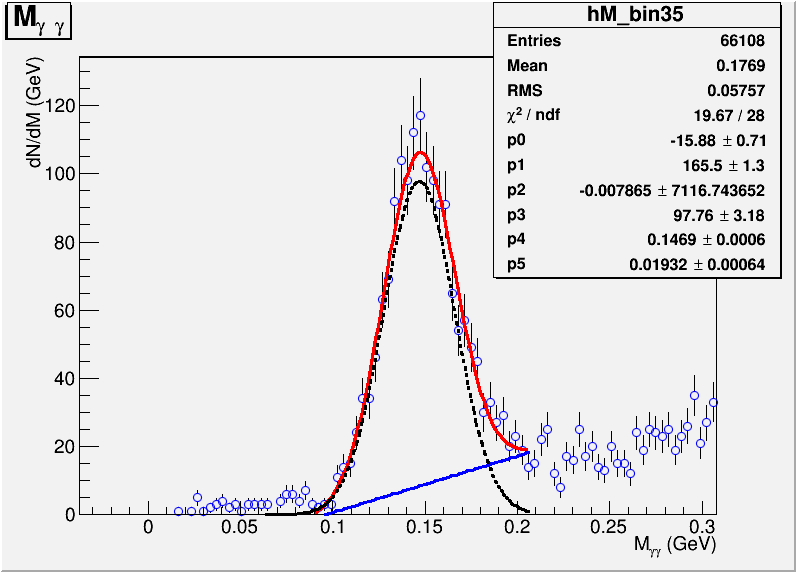 Mγ γ
hM_bin35
Entries 66108
Mean 0.1769
RMS 0.05757
χ² / ndf 19.67 / 28
p0 -15.88 ± 0.71
p1 165.5 ± 1.3
p2 -0.007865 ± 7116.743652
p3 97.76 ± 3.18
p4 0.1469 ± 0.0006
p5 0.01932 ± 0.00064
dN/dM (GeV)
120
100
80
60
40
20
0
0 0.05 0.1 0.15 0.2 0.25 0.3
Mγγ (GeV)